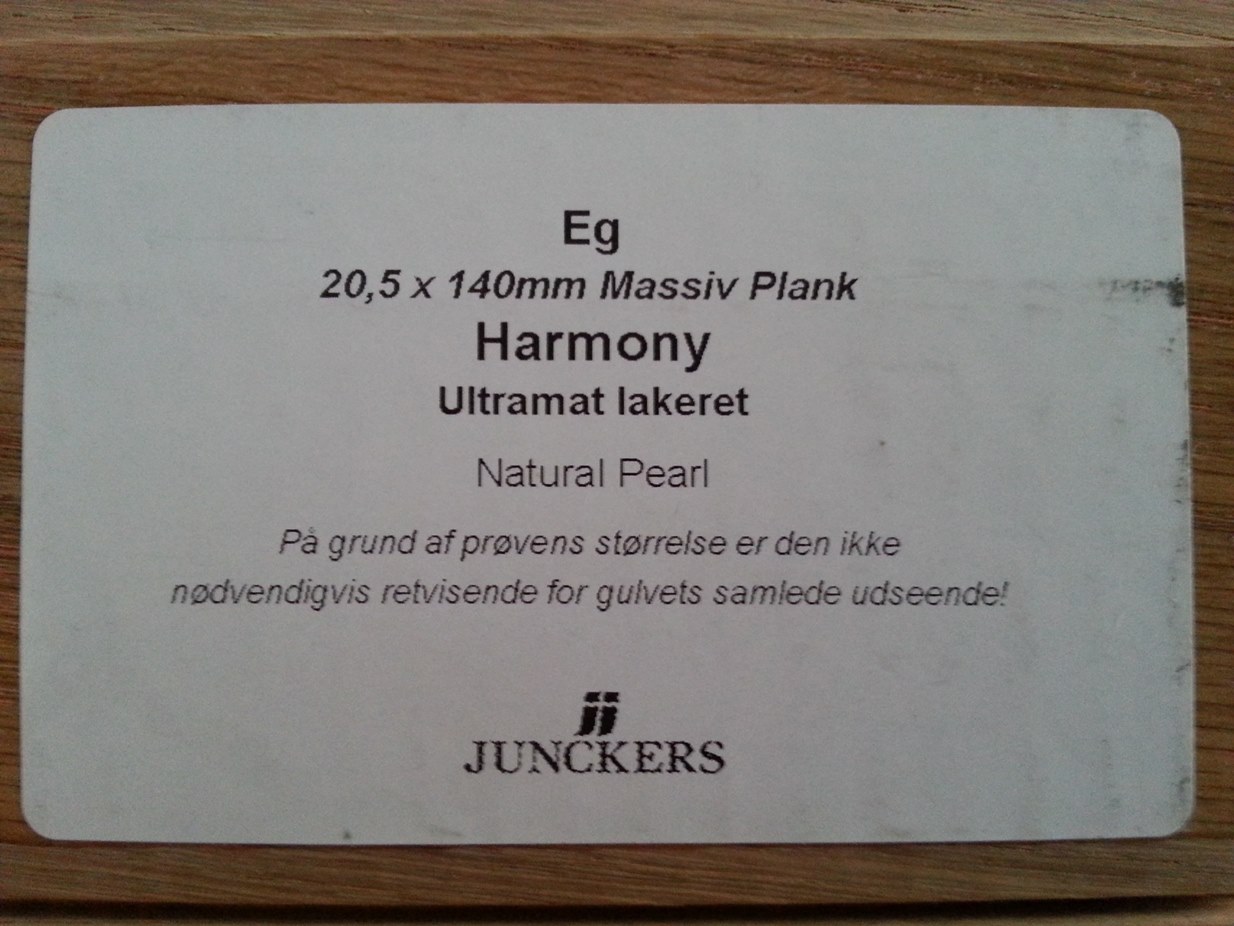 Eg
20,5 x 140mm Massiv Plank
Harmony
Ultramat lakeret
Natural Pearl
På grund af prøvens størrelse er den ikke
nødvendigvis retvisende for gulvets samlede udseende!
jj
JUNCKERS